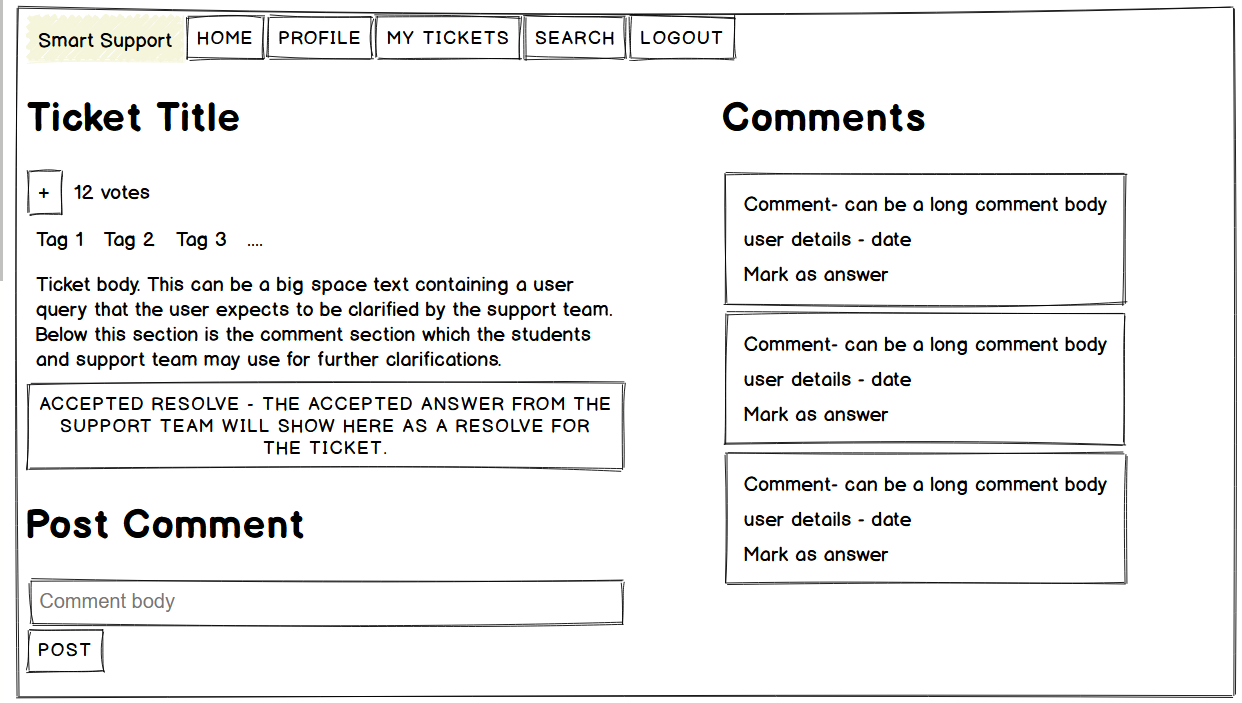 Smart Support HOME PROFILE MY TICKETS SEARCH LOGOUT
Ticket Title
+ 12 votes
Tag 1 Tag 2 Tag 3 ....
Ticket body. This can be a big space text containing a user
query that the user expects to be clarified by the support team.
Below this section is the comment section which the students
and support team may use for further clarifications.
ACCEPTED RESOLVE - THE ACCEPTED ANSWER FROM THE
SUPPORT TEAM WILL SHOW HERE AS A RESOLVE FOR
THE TICKET.
Post Comment
Comment body
POST
Comments
Comment- can be a long comment body
user details - date
Mark as answer
Comment- can be a long comment body
user details - date
Mark as answer
Comment- can be a long comment body
user details - date
Mark as answer